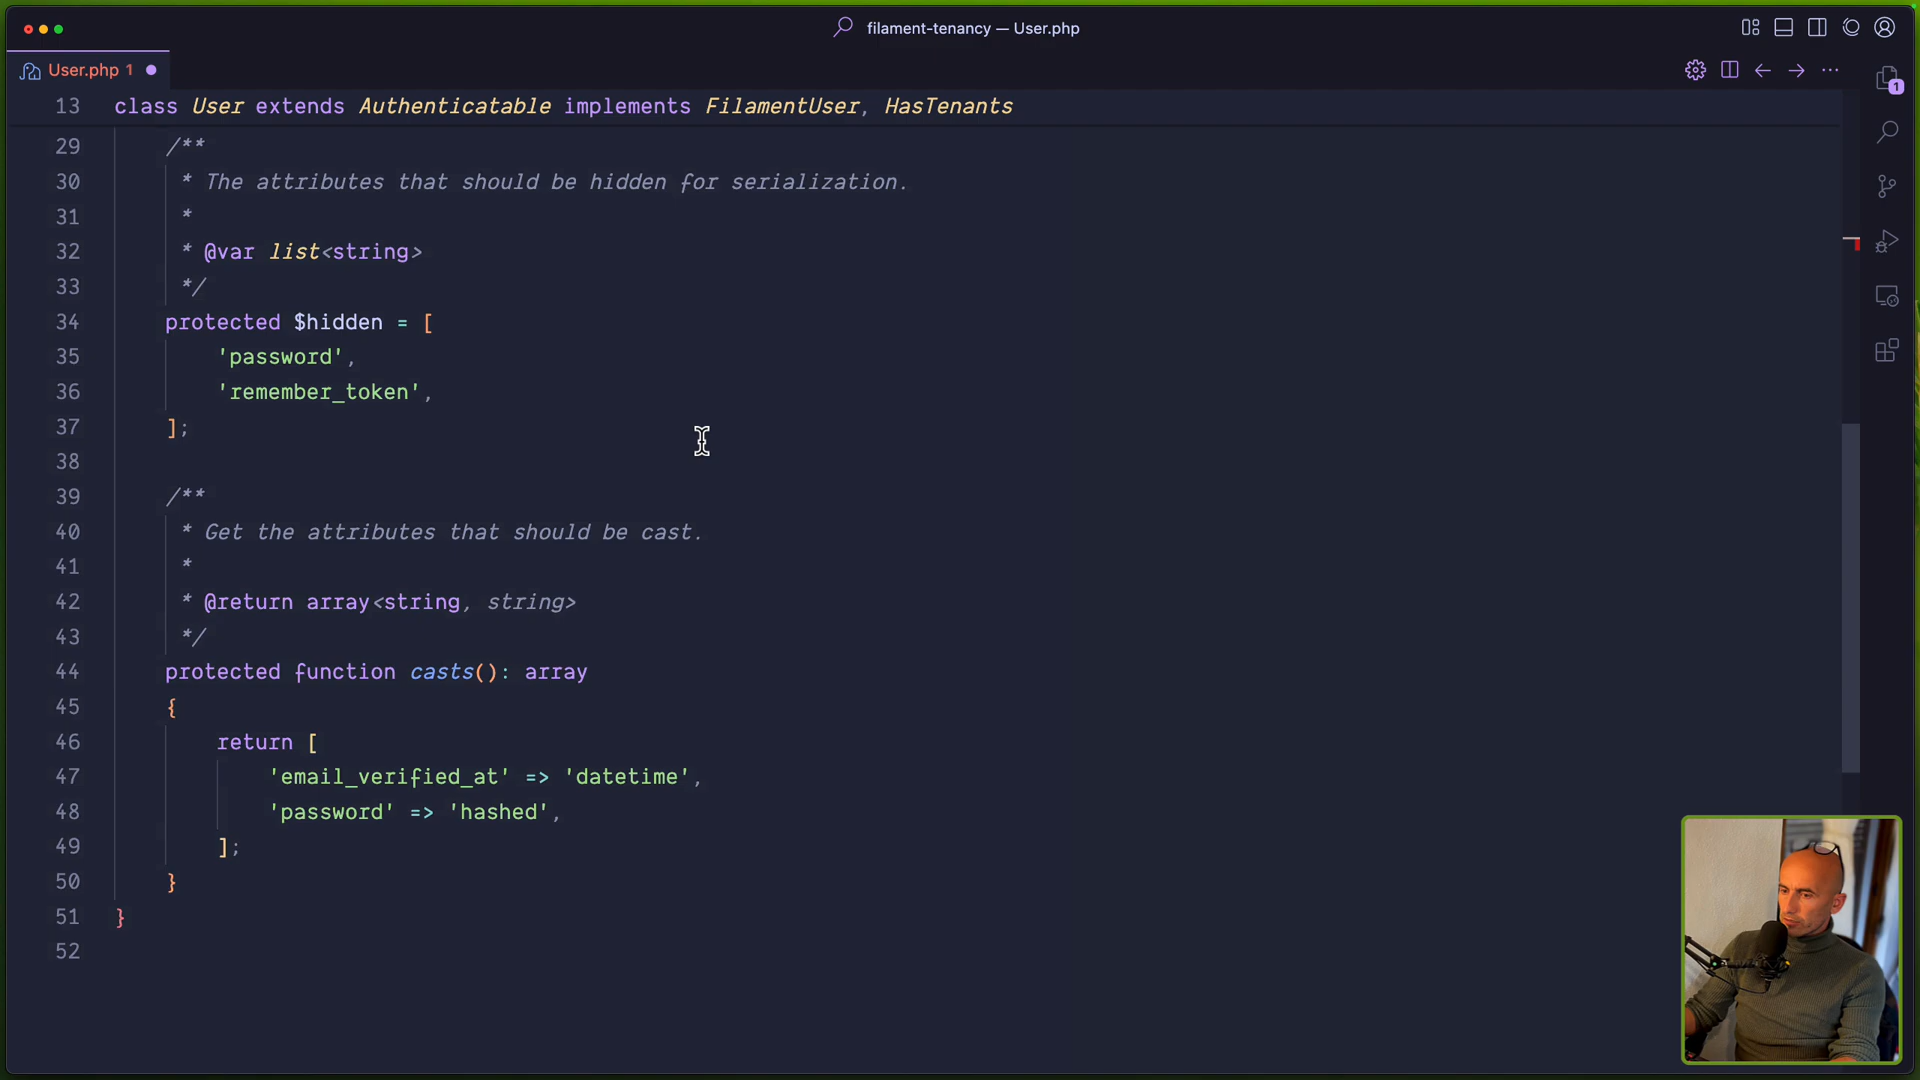 filament-tenancy — User.php
User.php 1
13 class User extends Authenticatable implements FilamentUser, HasTenants
29 /**
30 * The attributes that should be hidden for serialization.
31 *
32 * @var list<string>
33 */
34 protected $hidden = [
35 'password',
36 'remember_token',
37 ];
38
39 /**
40 * Get the attributes that should be cast.
41 *
42 * @return array<string, string>
43 */
44 protected function casts(): array
45 {
46 return [
47 'email_verified_at' => 'datetime',
48 'password' => 'hashed',
49 ];
50 }
51 }
52
1